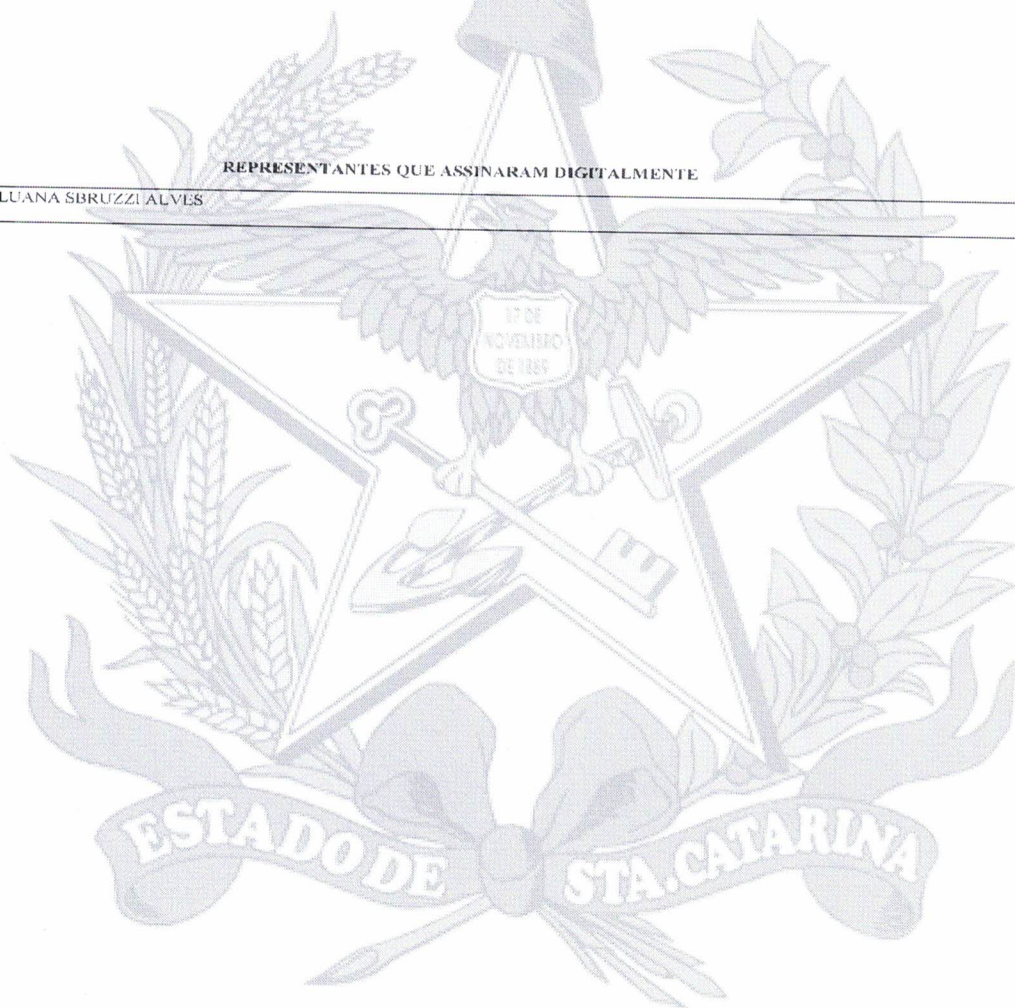 REPRESENTANTES QUE ASSINARAM DIGITALMENTE
LUANA SBRUZZI ALVES
17 DE
NOVEMBRO
DE 1889
ESTADO DE STA.CATARINA